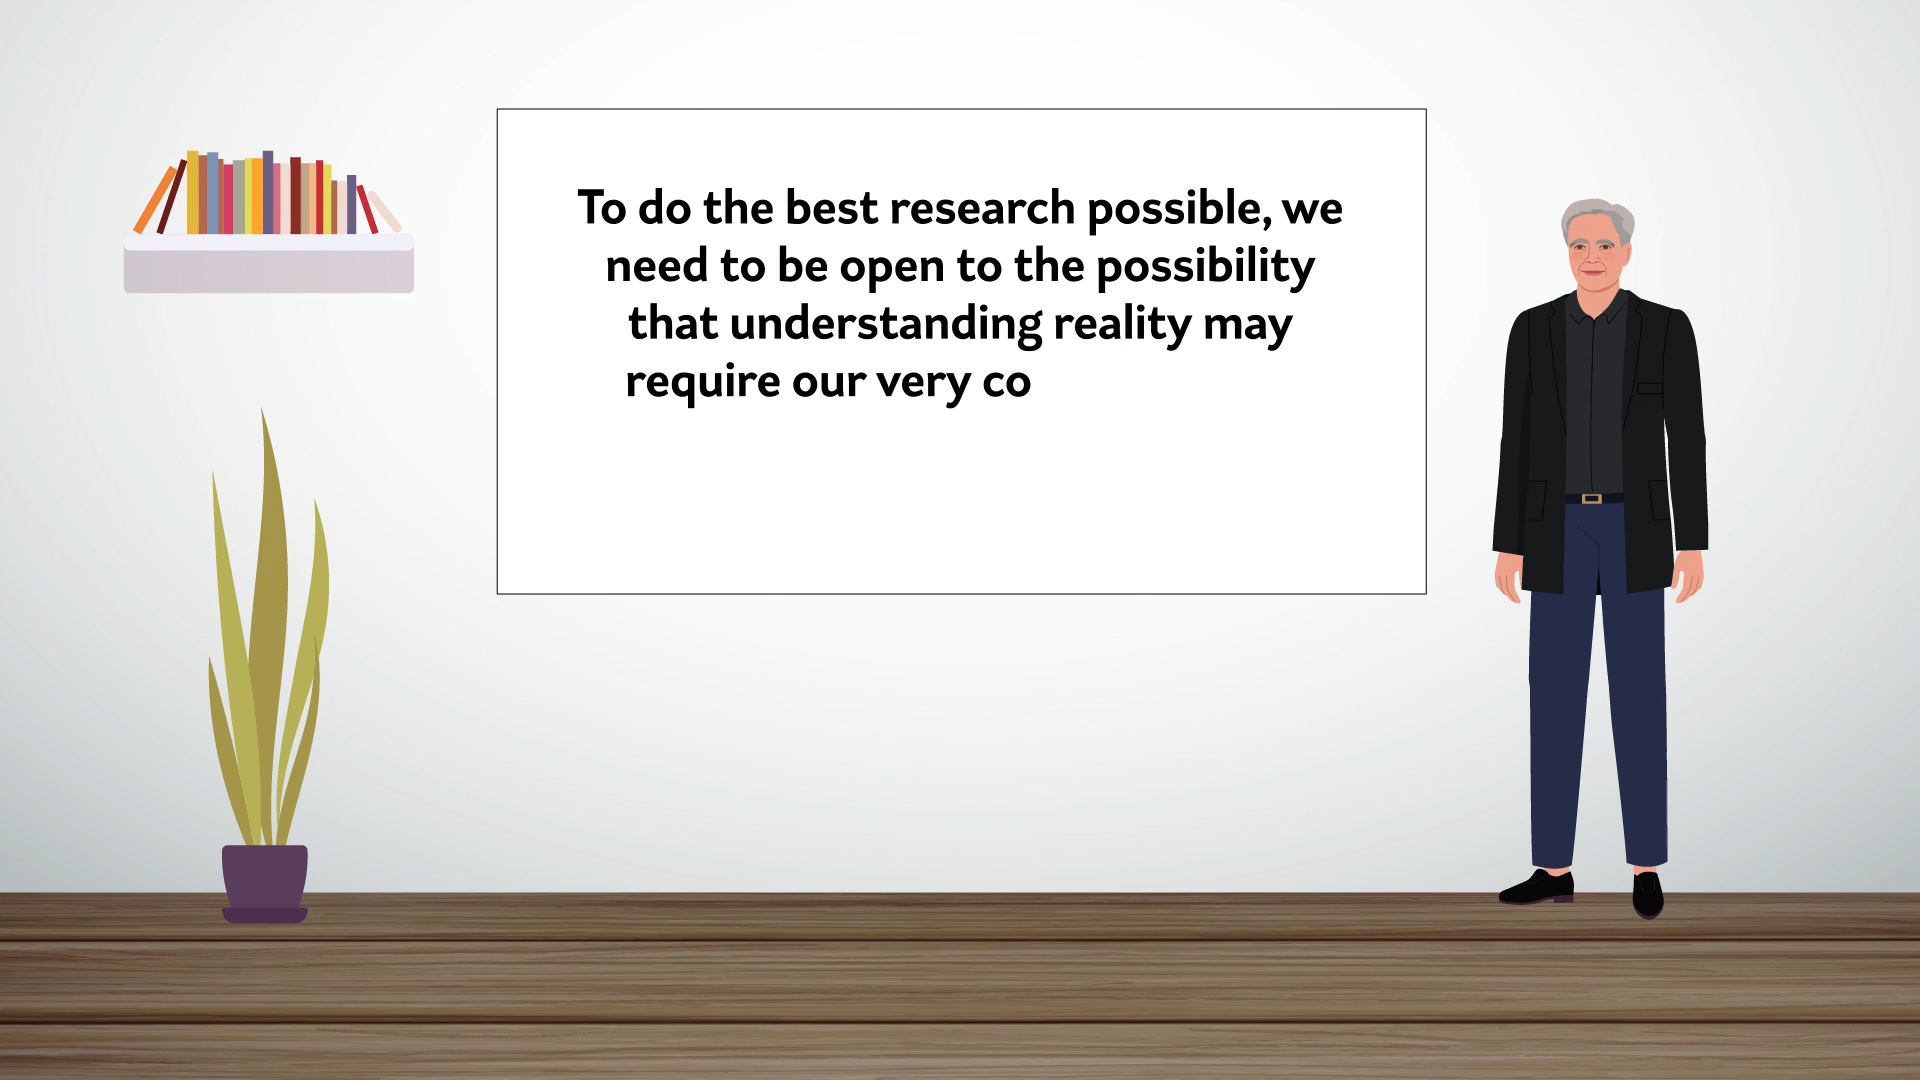 To do the best research possible, we
need to be open to the possibility
that understanding reality may
require our very co